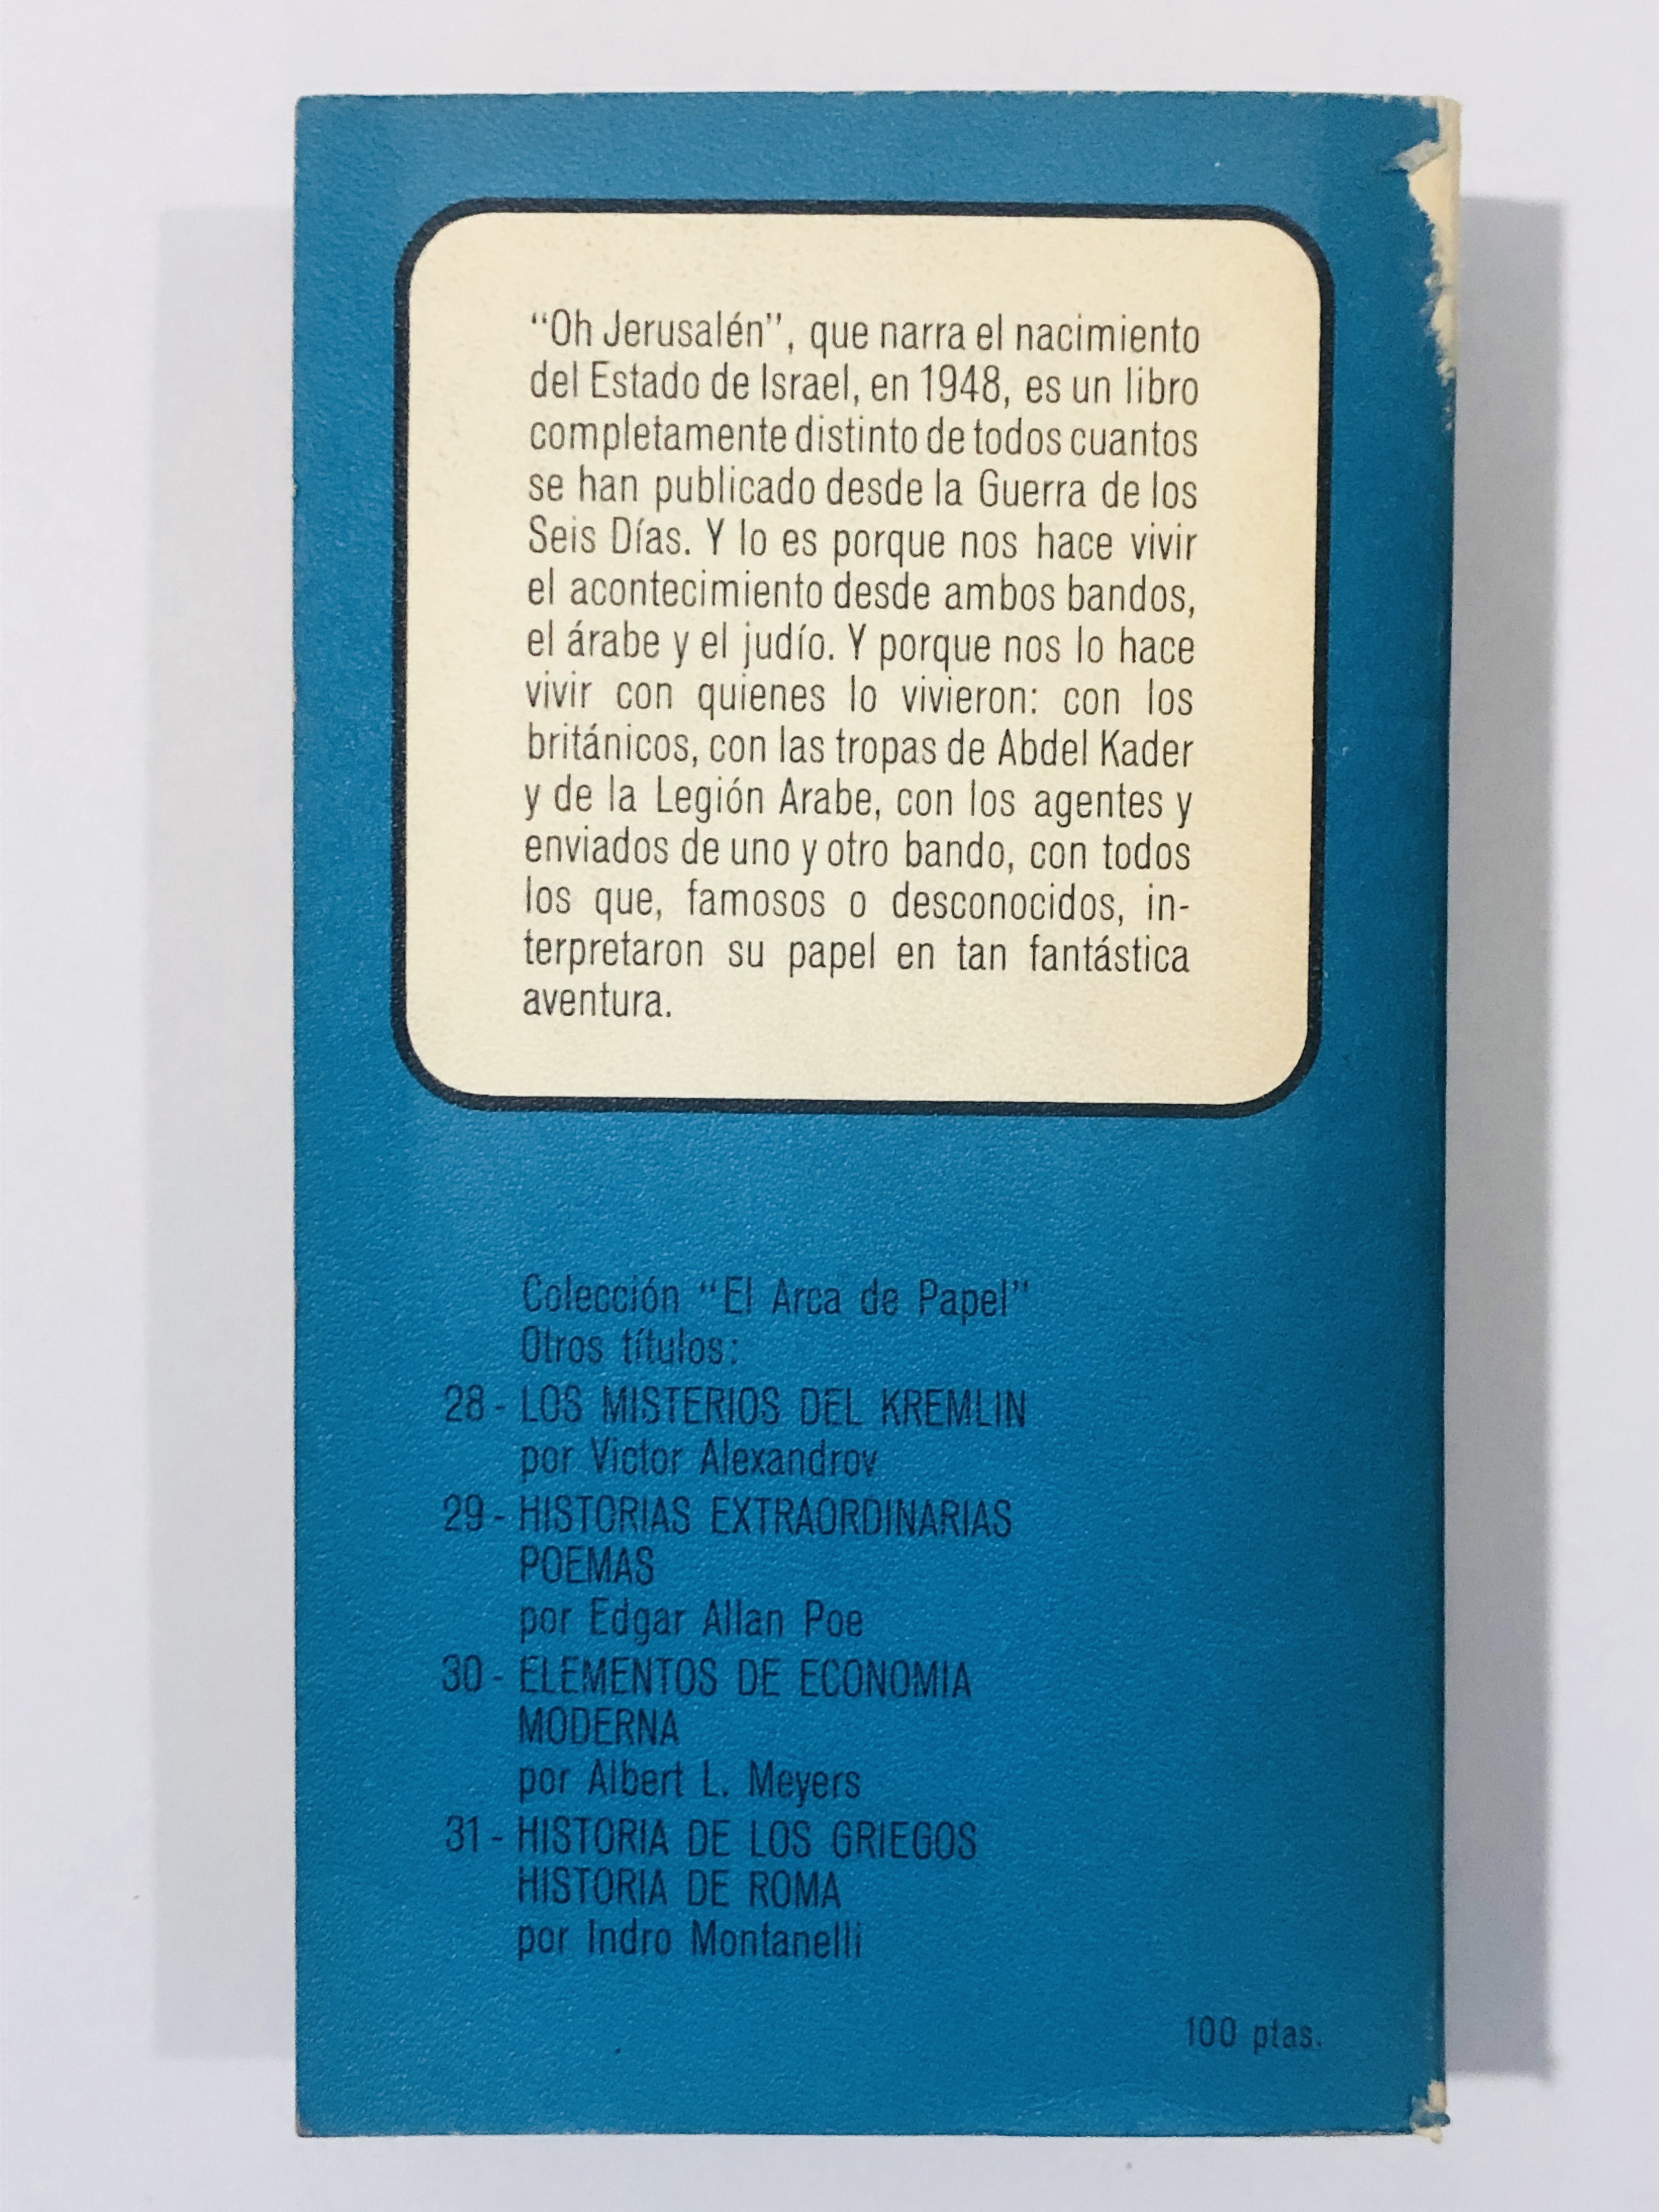 “Oh Jerusalén”, que narra el nacimiento
del Estado de Israel, en 1948, es un libro
completamente distinto de todos cuantos
se han publicado desde la Guerra de los
Seis Días. Y lo es porque nos hace vivir
el acontecimiento desde ambos bandos,
el árabe y el judío. Y porque nos lo hace
vivir con quienes lo vivieron: con los
británicos, con las tropas de Abdel Kader
y de la Legión Arabe, con los agentes y
enviados de uno y otro bando, con todos
los que, famosos o desconocidos, in-
terpretaron su papel en tan fantástica
aventura.
Colección “El Arca de Papel”
Otros títulos:
28 - LOS MISTERIOS DEL KREMLIN
por Victor Alexandrov
29 - HISTORIAS EXTRAORDINARIAS
POEMAS
por Edgar Allan Poe
30 - ELEMENTOS DE ECONOMIA
MODERNA
por Albert L. Meyers
31 - HISTORIA DE LOS GRIEGOS
HISTORIA DE ROMA
por Indro Montanelli
100 ptas.